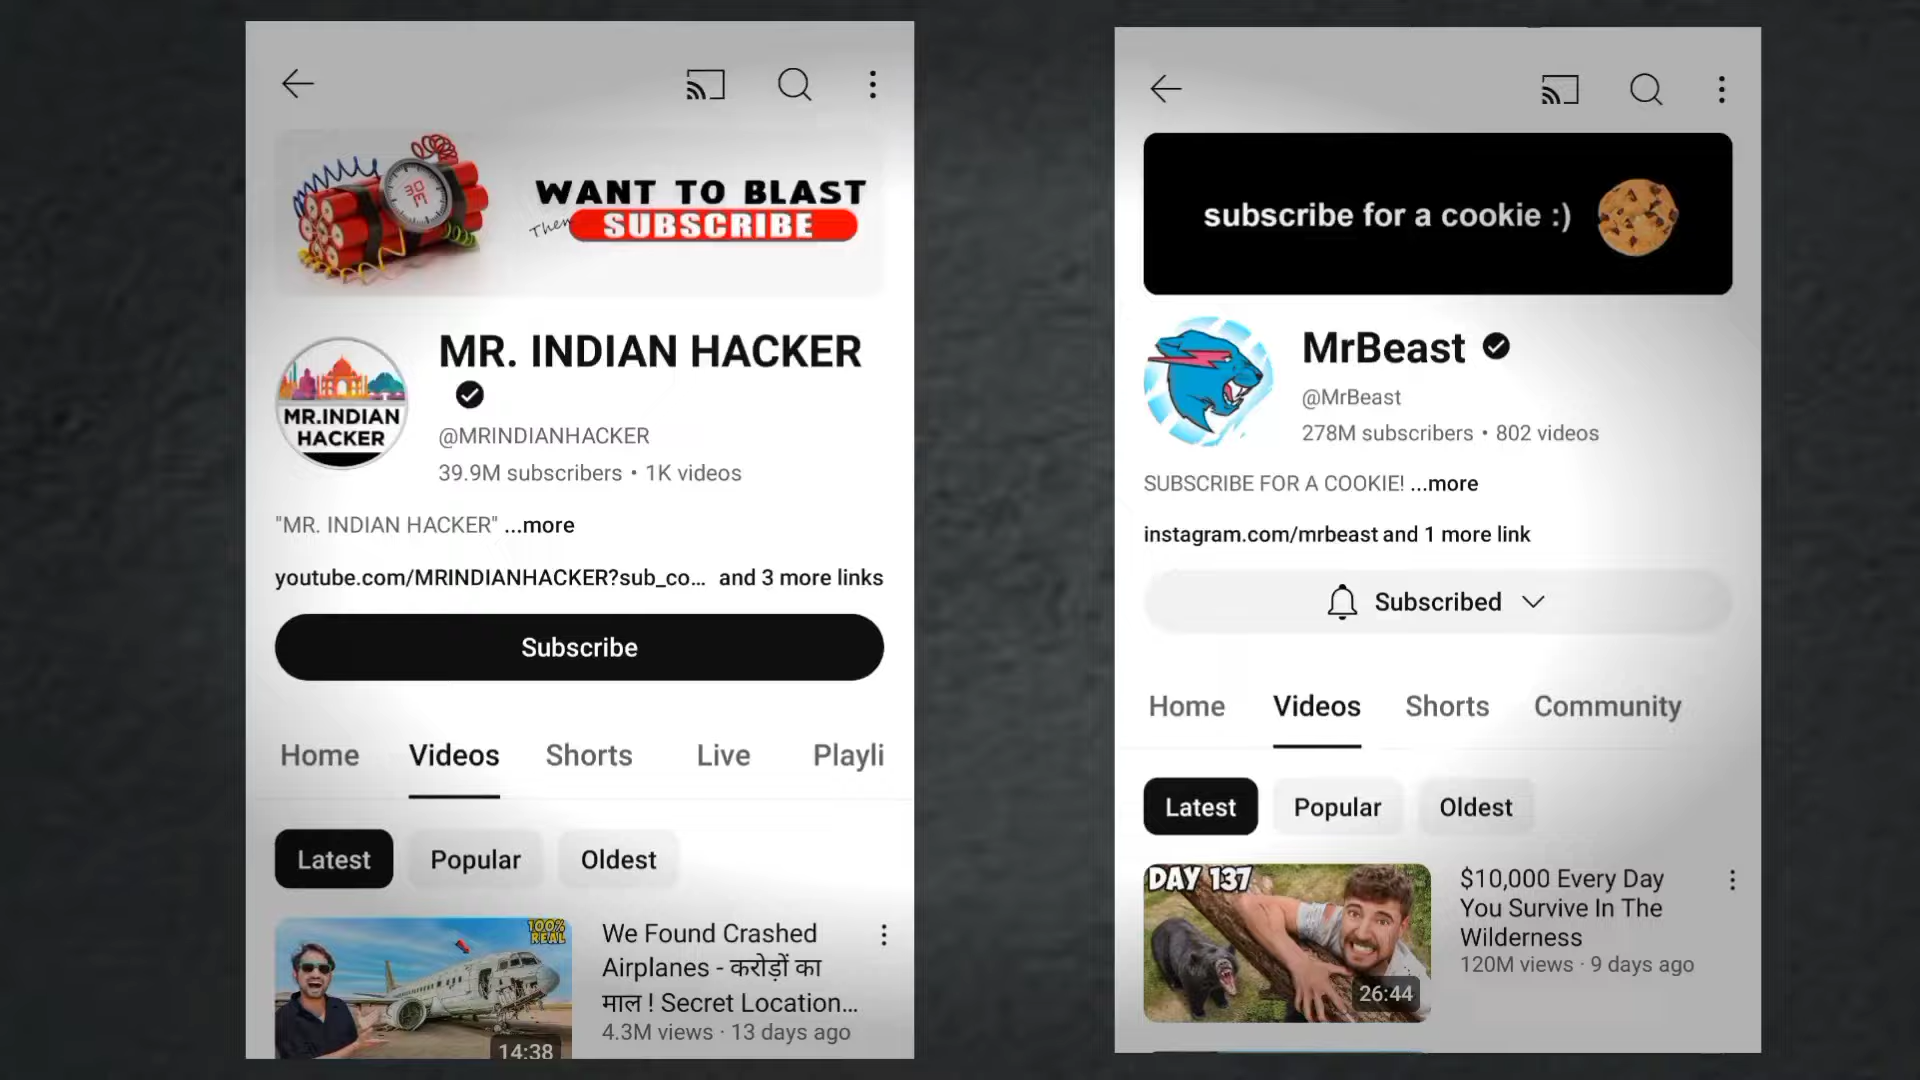 WANT TO BLAST
Then SUBSCRIBE
MR. INDIAN HACKER
MR.INDIAN
HACKER
@MRINDIANHACKER
39.9M subscribers • 1K videos
"MR. INDIAN HACKER" ...more
youtube.com/MRINDIANHACKER?sub_co... and 3 more links
Subscribe
Home Videos Shorts Live Playli
Latest Popular Oldest
100%
REAL
14:38
We Found Crashed
Airplanes - करोड़ों का
माल ! Secret Location...
4.3M views · 13 days ago
subscribe for a cookie :)
MrBeast
@MrBeast
278M subscribers • 802 videos
SUBSCRIBE FOR A COOKIE! ...more
instagram.com/mrbeast and 1 more link
Subscribed
Home Videos Shorts Community
Latest Popular Oldest
DAY 137
26:44
$10,000 Every Day
You Survive In The
Wilderness
120M views · 9 days ago